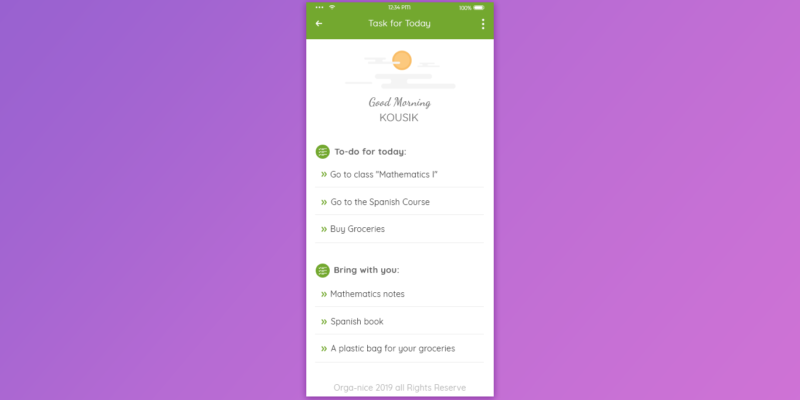 12:34 PM
100%
Task for Today
Good Morning
KOUSIK
To-do for today:
Go to class "Mathematics I"
Go to the Spanish Course
Buy Groceries
Bring with you:
Mathematics notes
Spanish book
A plastic bag for your groceries
Orga-nice 2019 all Rights Reserve